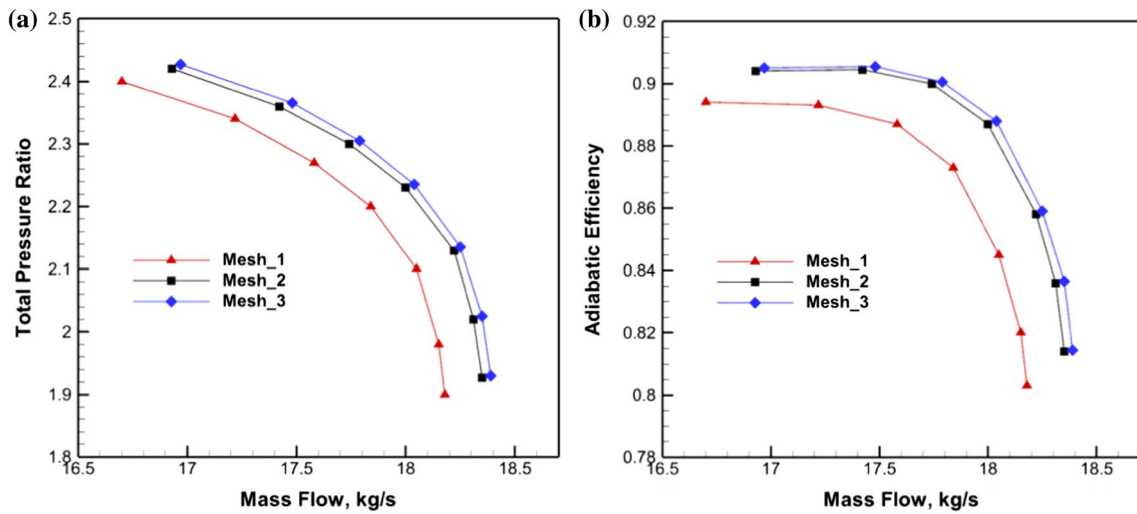 (a)
2.5
2.4
2.3
2.2
2.1
2
1.9
1.8
Total Pressure Ratio
Mesh_1
Mesh_2
Mesh_3
16.5
17
17.5
18
18.5
Mass Flow, kg/s
(b)
0.92
0.9
0.88
0.86
0.84
0.82
0.8
0.78
Adiabatic Efficiency
Mesh_1
Mesh_2
Mesh_3
16.5
17
17.5
18
18.5
Mass Flow, kg/s